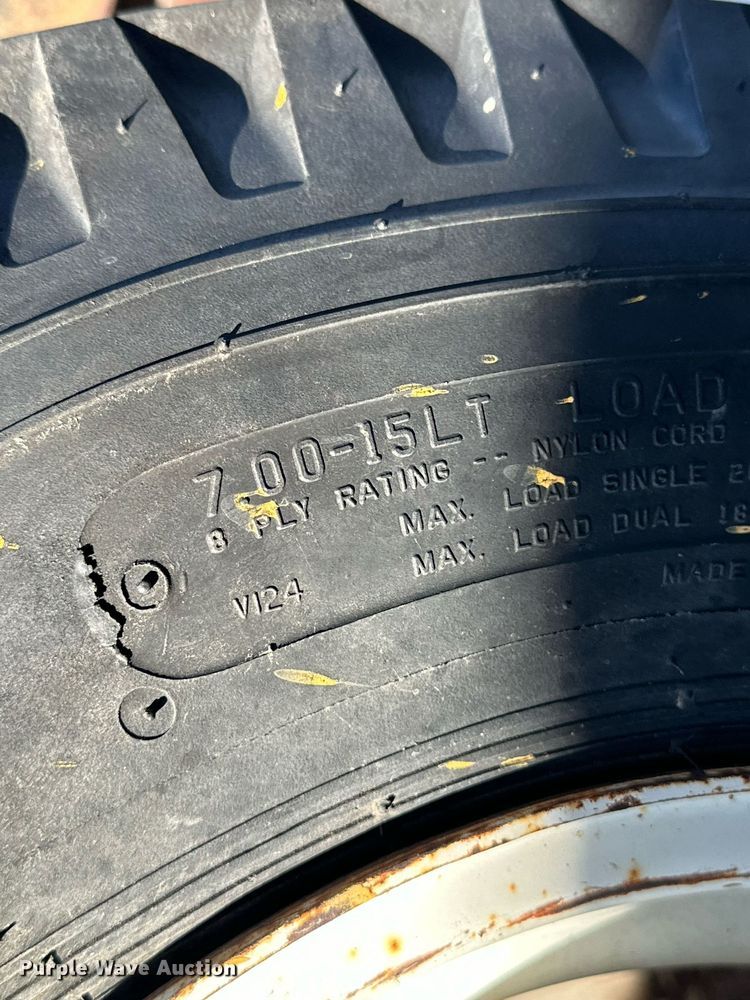 7.00-15LT LOAD
8 PLY RATING -- NYLON CORD
MAX. LOAD SINGLE
MAX. LOAD DUAL
V124
MADE
Purple Wave Auction